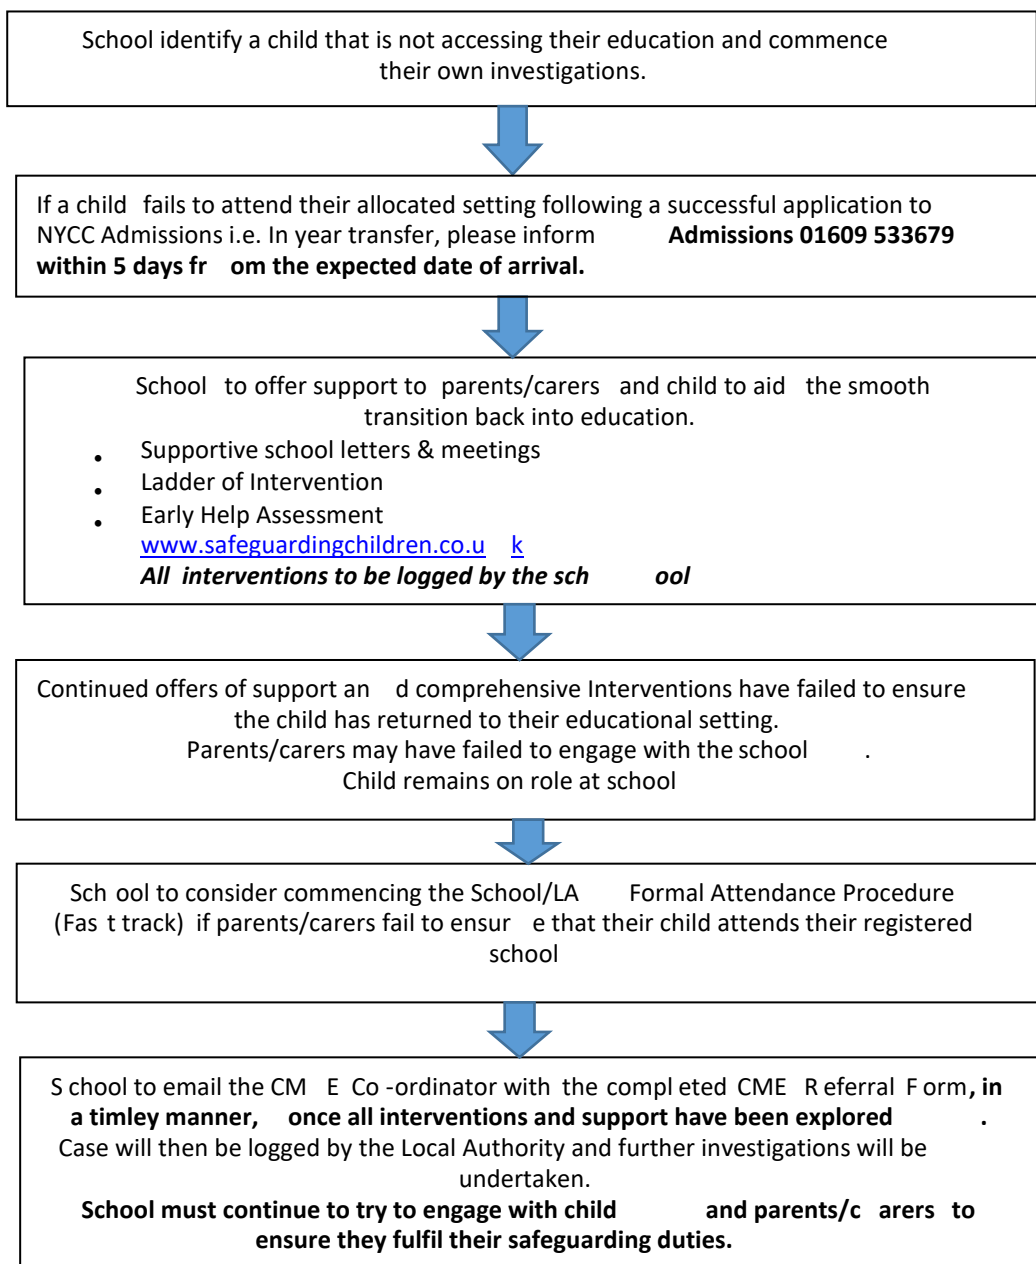 School identify a child that is not accessing their education and commence
their own investigations.
If a child fails to attend their allocated setting following a successful application to
NYCC Admissions i.e. In year transfer, please inform Admissions 01609 533679
within 5 days fr om the expected date of arrival.
School to offer support to parents/carers and child to aid the smooth
transition back into education.
• Supportive school letters & meetings
• Ladder of Intervention
• Early Help Assessment
www.safeguardingchildren.co.u k
All interventions to be logged by the sch ool
Continued offers of support an d comprehensive Interventions have failed to ensure
the child has returned to their educational setting.
Parents/carers may have failed to engage with the school .
Child remains on role at school
Sch ool to consider commencing the School/LA Formal Attendance Procedure
(Fas t track) if parents/carers fail to ensur e that their child attends their registered
school
S chool to email the CM E Co -ordinator with the compl eted CME R eferral F orm, in
a timley manner, once all interventions and support have been explored .
Case will then be logged by the Local Authority and further investigations will be
undertaken.
School must continue to try to engage with child and parents/c arers to
ensure they fulfil their safeguarding duties.